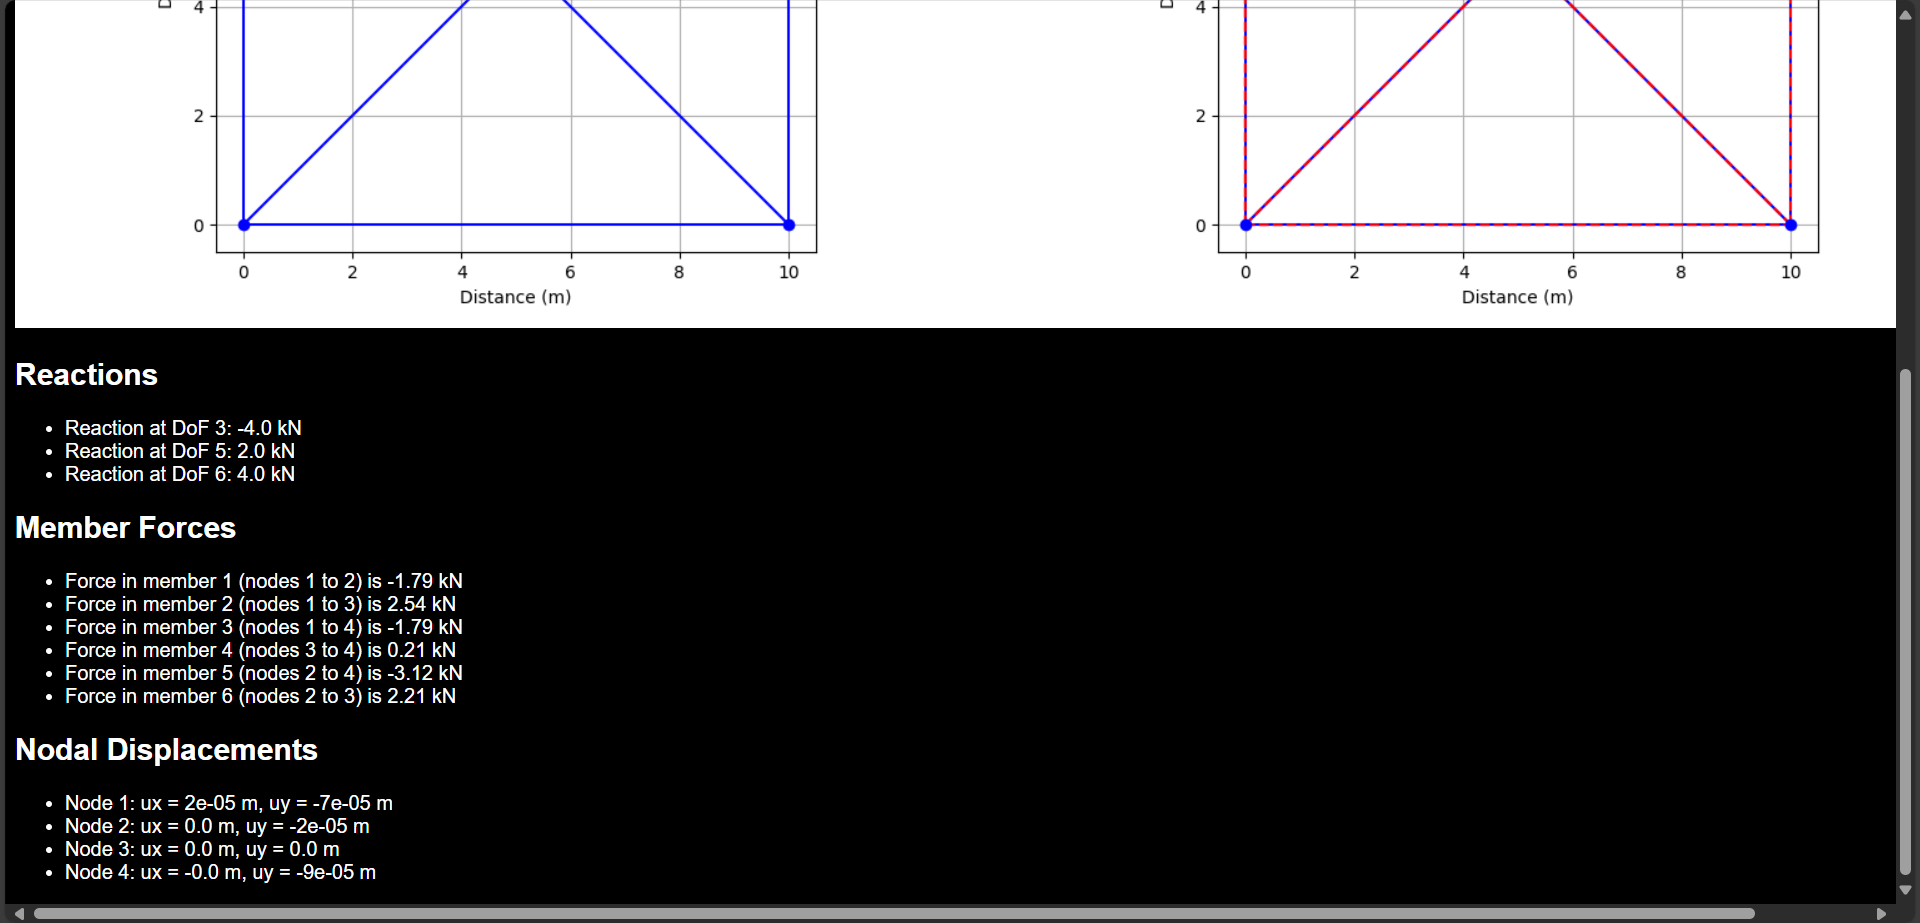 4
2
0
0 2 4 6 8 10
Distance (m)
4
2
0
0 2 4 6 8 10
Distance (m)
Reactions
• Reaction at DoF 3: -4.0 kN
• Reaction at DoF 5: 2.0 kN
• Reaction at DoF 6: 4.0 kN
Member Forces
• Force in member 1 (nodes 1 to 2) is -1.79 kN
• Force in member 2 (nodes 1 to 3) is 2.54 kN
• Force in member 3 (nodes 1 to 4) is -1.79 kN
• Force in member 4 (nodes 3 to 4) is 0.21 kN
• Force in member 5 (nodes 2 to 4) is -3.12 kN
• Force in member 6 (nodes 2 to 3) is 2.21 kN
Nodal Displacements
• Node 1: ux = 2e-05 m, uy = -7e-05 m
• Node 2: ux = 0.0 m, uy = -2e-05 m
• Node 3: ux = 0.0 m, uy = 0.0 m
• Node 4: ux = -0.0 m, uy = -9e-05 m